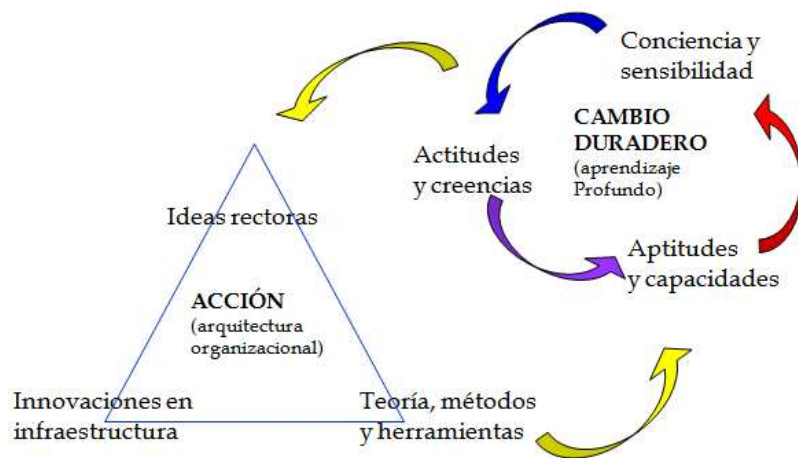 Conciencia y
sensibilidad
CAMBIO
DURADERO
(aprendizaje
Profundo)
Actitudes
y creencias
Aptitudes
y capacidades
Ideas rectoras
ACCIÓN
(arquitectura
organizacional)
Innovaciones en
infraestructura
Teoría, métodos
y herramientas